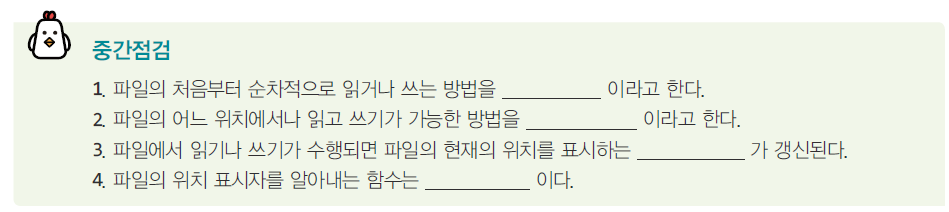 중간점검
1. 파일의 처음부터 순차적으로 읽거나 쓰는 방법을 __________ 이라고 한다.
2. 파일의 어느 위치에서나 읽고 쓰기가 가능한 방법을 ___________ 이라고 한다.
3. 파일에서 읽기나 쓰기가 수행되면 파일의 현재의 위치를 표시하는 ___________ 가 갱신된다.
4. 파일의 위치 표시자를 알아내는 함수는 __________ 이다.